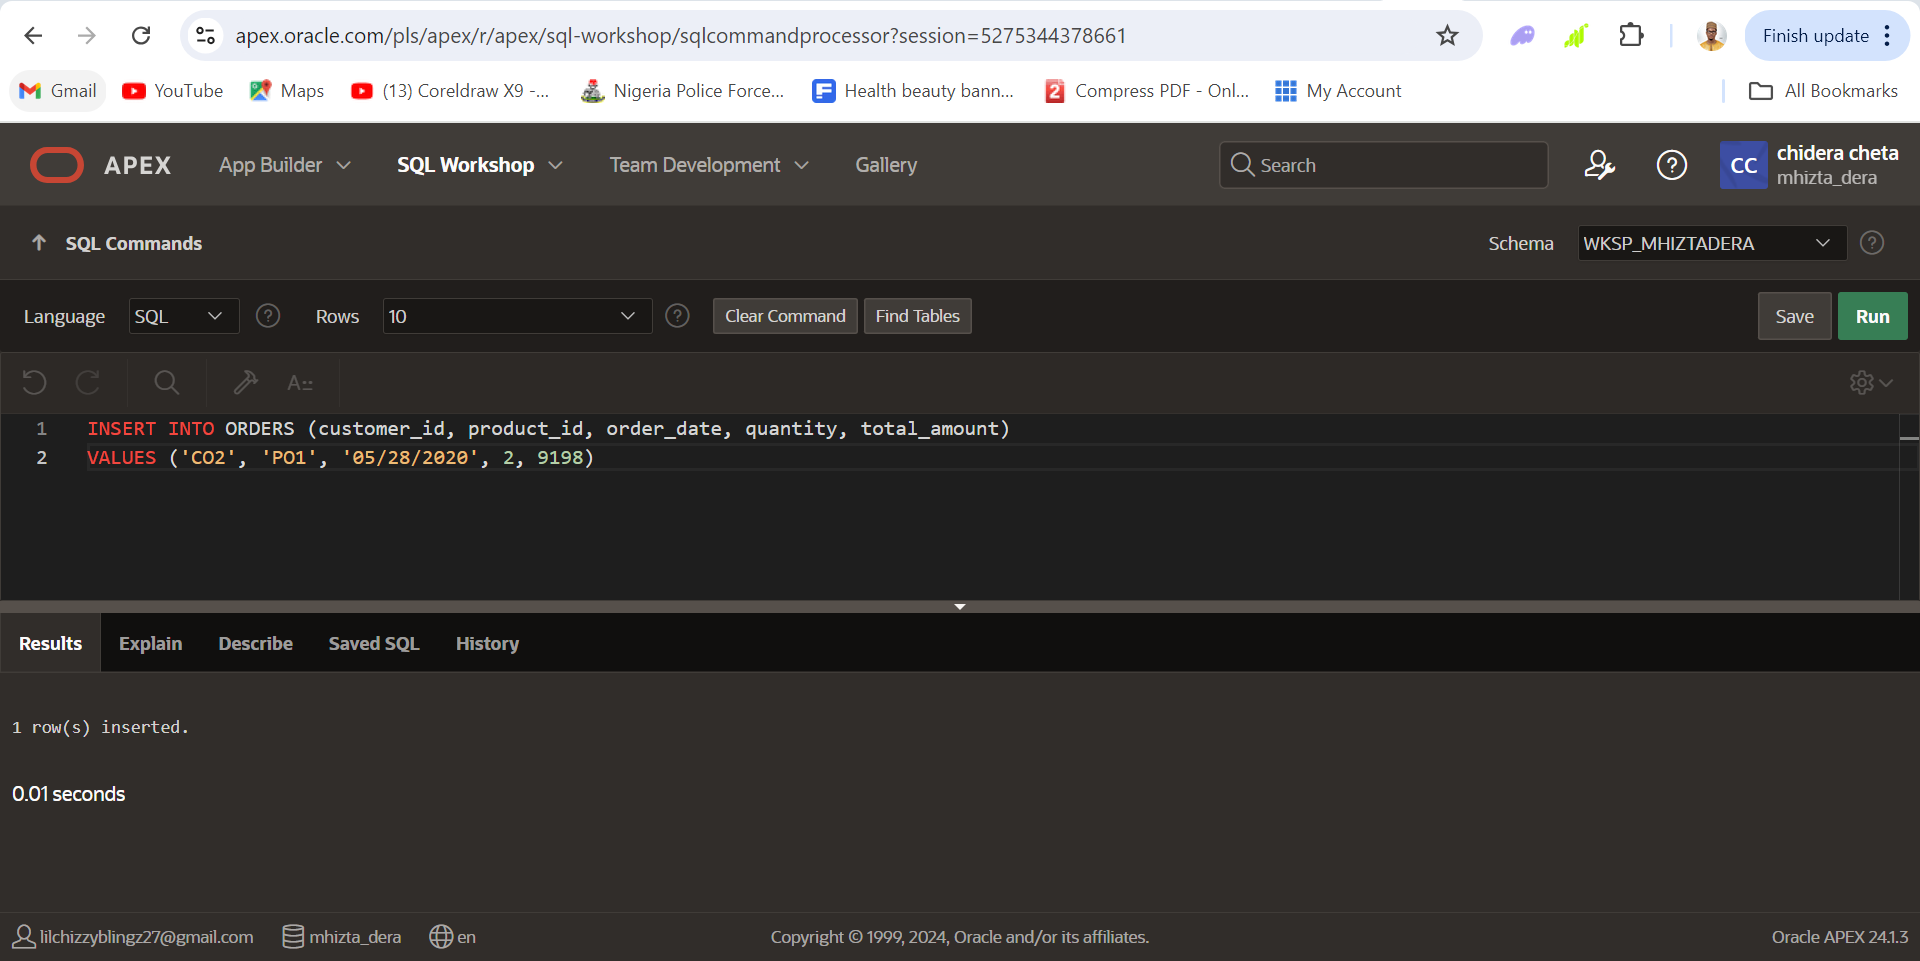 apex.oracle.com/pls/apex/r/apex/sql-workshop/sqlcommandprocessor?session=5275344378661
Finish update
Gmail YouTube Maps (13) Coreldraw X9 -... Nigeria Police Force... Health beauty bann... Compress PDF - Onl... My Account All Bookmarks
APEX App Builder SQL Workshop Team Development Gallery Search CC chidera cheta
mhizta_dera
SQL Commands Schema WKSP_MHIZTADERA
Language SQL Rows 10 Clear Command Find Tables Save Run
1 INSERT INTO ORDERS (customer_id, product_id, order_date, quantity, total_amount)
2 VALUES ('CO2', 'PO1', '05/28/2020', 2, 9198)
Results Explain Describe Saved SQL History
1 row(s) inserted.
0.01 seconds
lilchizzyblingz27@gmail.com mhizta_dera en Copyright © 1999, 2024, Oracle and/or its affiliates. Oracle APEX 24.1.3